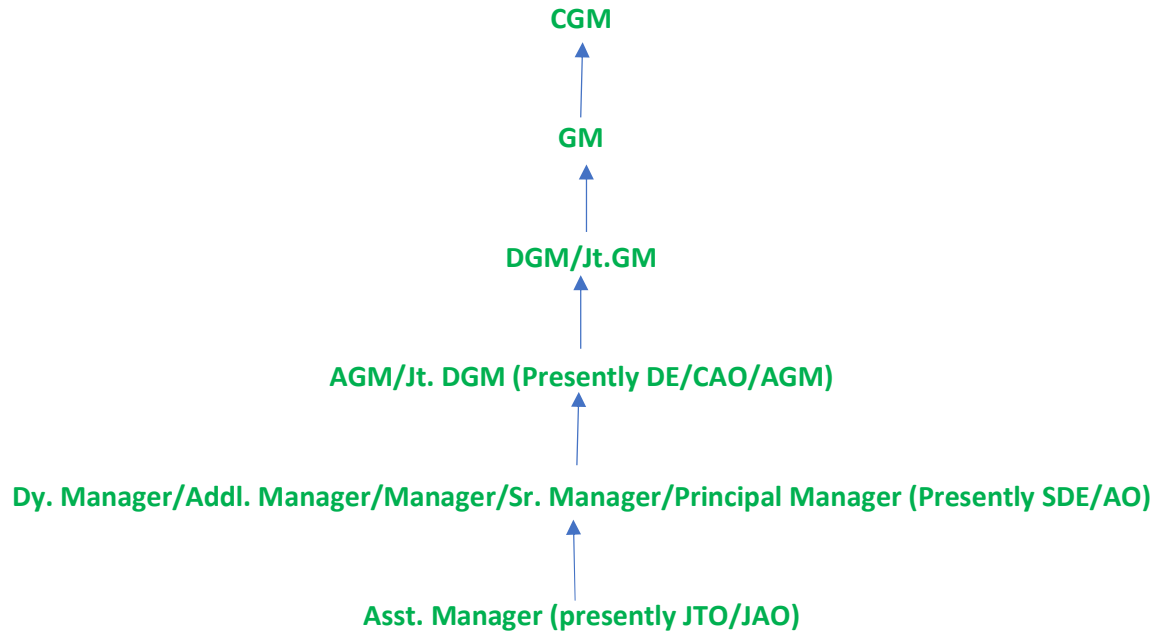 CGM
GM
DGM/Jt.GM
AGM/Jt. DGM (Presently DE/CAO/AGM)
Dy. Manager/Addl. Manager/Manager/Sr. Manager/Principal Manager (Presently SDE/AO)
Asst. Manager (presently JTO/JAO)